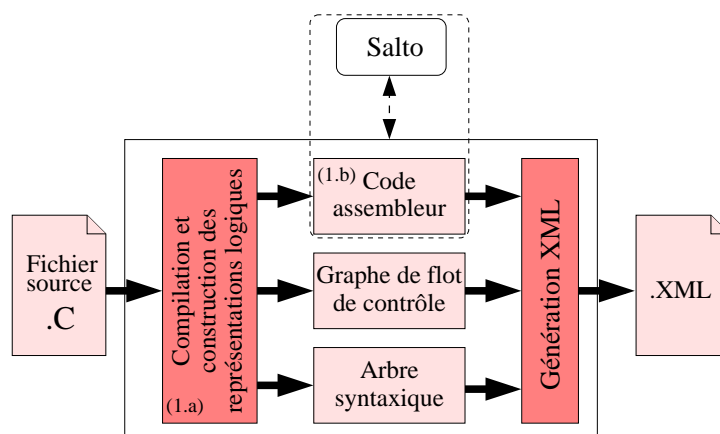 Salto
Fichier
source
.C
Compilation et
construction des
représentations logiques
(1.a)
(1.b)
Code
assembleur
Graphe de flot
de contrôle
Arbre
syntaxique
Génération XML
.XML